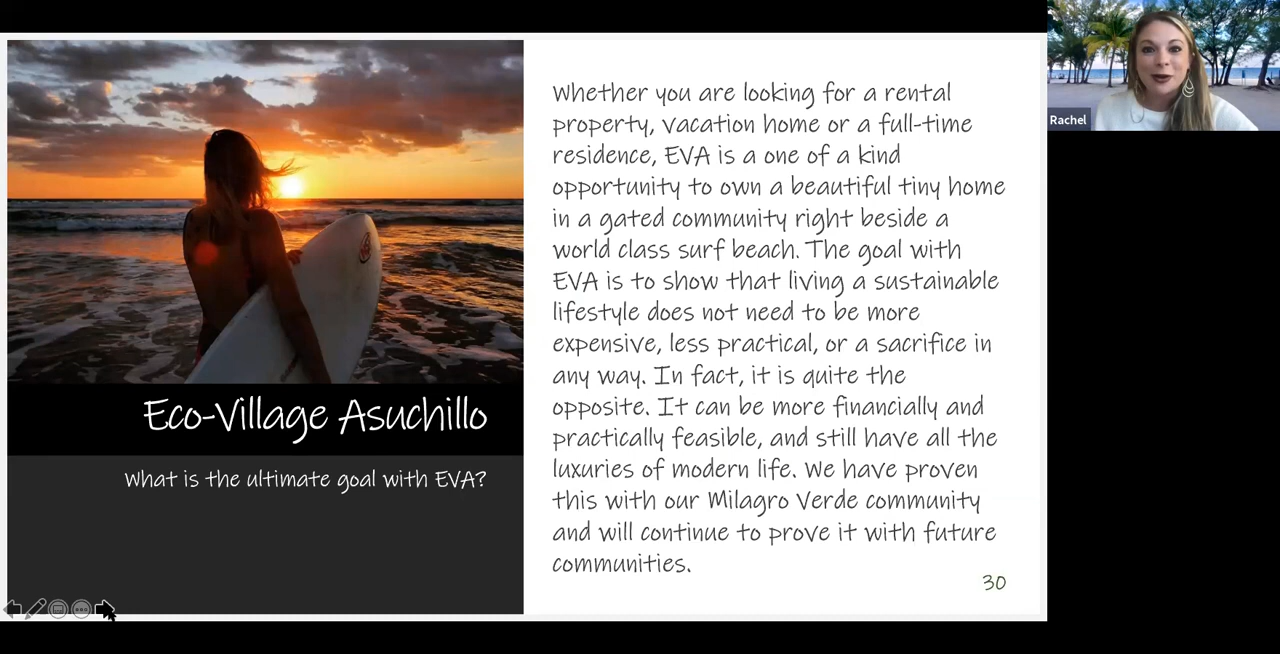 Eco-Village Asuchillo
What is the ultimate goal with EVA?
Whether you are looking for a rental
property, vacation home or a full-time
residence, EVA is a one of a kind
opportunity to own a beautiful tiny home
in a gated community right beside a
world class surf beach. The goal with
EVA is to show that living a sustainable
lifestyle does not need to be more
expensive, less practical, or a sacrifice in
any way. In fact, it is quite the
opposite. It can be more financially and
practically feasible, and still have all the
luxuries of modern life. We have proven
this with our Milagro Verde community
and will continue to prove it with future
communities.
30
Rachel